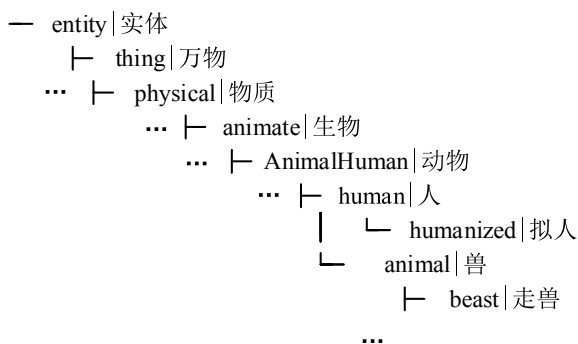 entity|实体
thing|万物
… physical|物质
… animate|生物
… AnimalHuman|动物
… human|人
humanized|拟人
animal|兽
beast|走兽
…